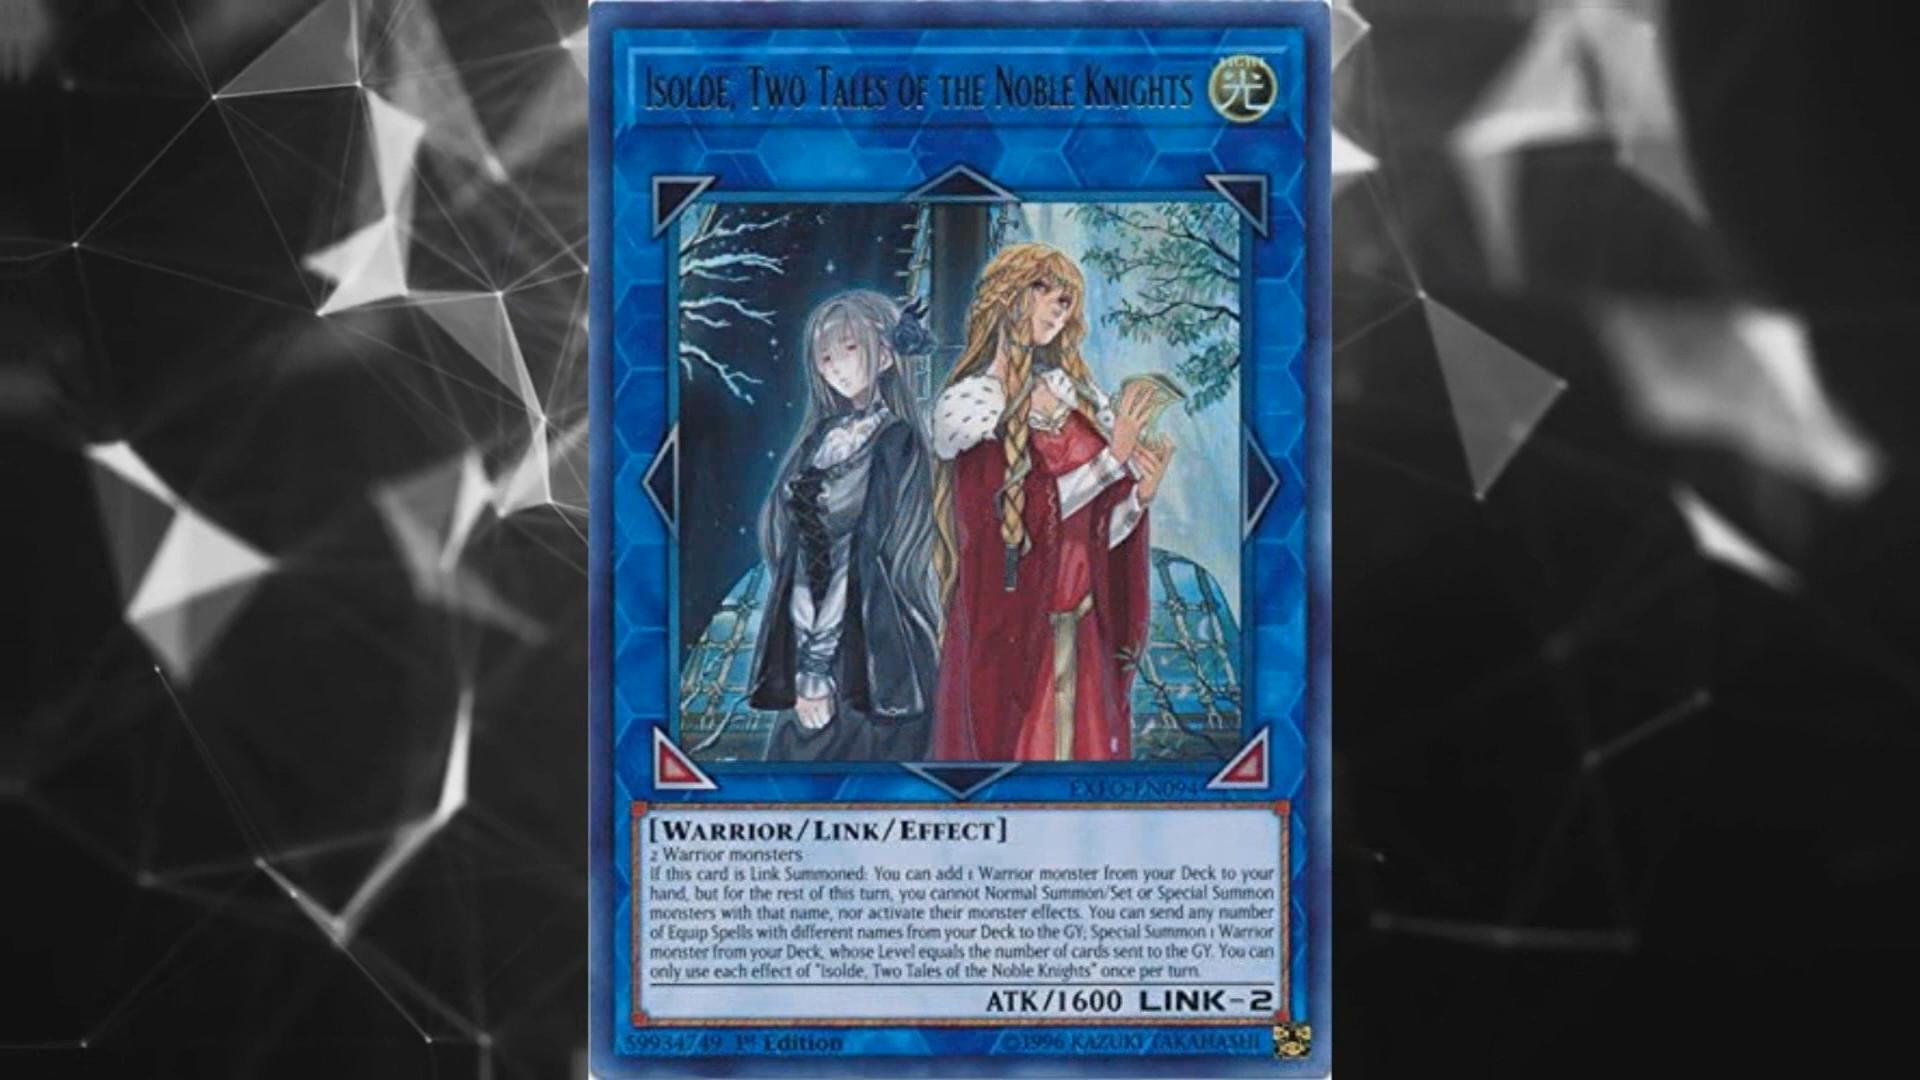 Isolde, Two Tales of the Noble Knights
LIGHT
光
EXFO-EN094
[Warrior/Link/Effect]
2 Warrior monsters
If this card is Link Summoned: You can add 1 Warrior monster from your Deck to your
hand, but for the rest of this turn, you cannot Normal Summon/Set or Special Summon
monsters with that name, nor activate their monster effects. You can send any number
of Equip Spells with different names from your Deck to the GY; Special Summon 1 Warrior
monster from your Deck, whose Level equals the number of cards sent to the GY. You can
only use each effect of "Isolde, Two Tales of the Noble Knights" once per turn.
ATK/1600 LINK-2
59934749 1st Edition ©1996 KAZUKI TAKAHASHI